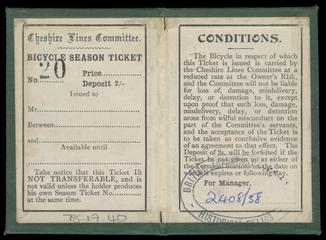 Cheshire Lines Committee.
BICYCLE SEASON TICKET
No. 20
Price
Deposit 2/-
Issued to
Mr.
Between
and
Available until
Take notice that this Ticket IS
NOT TRANSFERABLE, and is
not valid unless the holder produces
his own Season Ticket No.
at the same time.
78.19.40
CONDITIONS.
The Bicycle in respect of which
this Ticket is issued is carried by
the Cheshire Lines Committee at a
reduced rate at the Owner's Risk,
and the Committee will not be liable
for loss of, damage, misdelivery,
delay, or detention to it, except
upon proof that such loss, damage,
misdelivery, delay, or detention
arose from wilful misconduct on the
part of the Committee's servants,
and the acceptance of the Ticket is
to be taken as conclusive evidence
of an agreement to that effect. The
Deposit of 2s. will be forfeited if the
Ticket be not given up at either of
the Terminal Stations on the date on
which it expires or following day.
For Manager,
2408/58
HISTORICAL RELICS